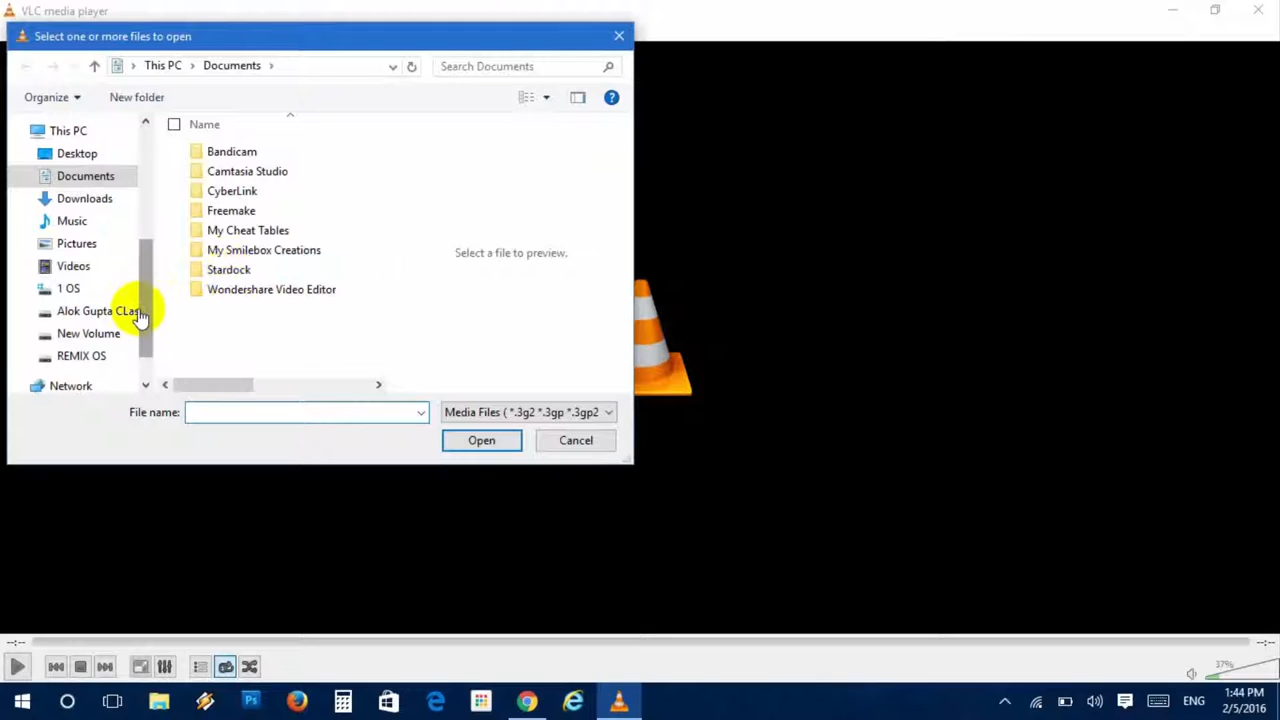 VLC media player
Select one or more files to open
This PC
Documents
Search Documents
Organize
New folder
?
This PC
Desktop
Documents
Downloads
Music
Pictures
Videos
1 OS
Alok Gupta CLas
New Volume
REMIX OS
Network
Name
Bandicam
Camtasia Studio
CyberLink
Freemake
My Cheat Tables
My Smilebox Creations
Stardock
Wondershare Video Editor
Select a file to preview.
File name:
Media Files ( *.3g2 *.3gp *.3gp2
Open
Cancel
--:--
--:--
37%
Ps
ENG
1:44 PM
2/5/2016